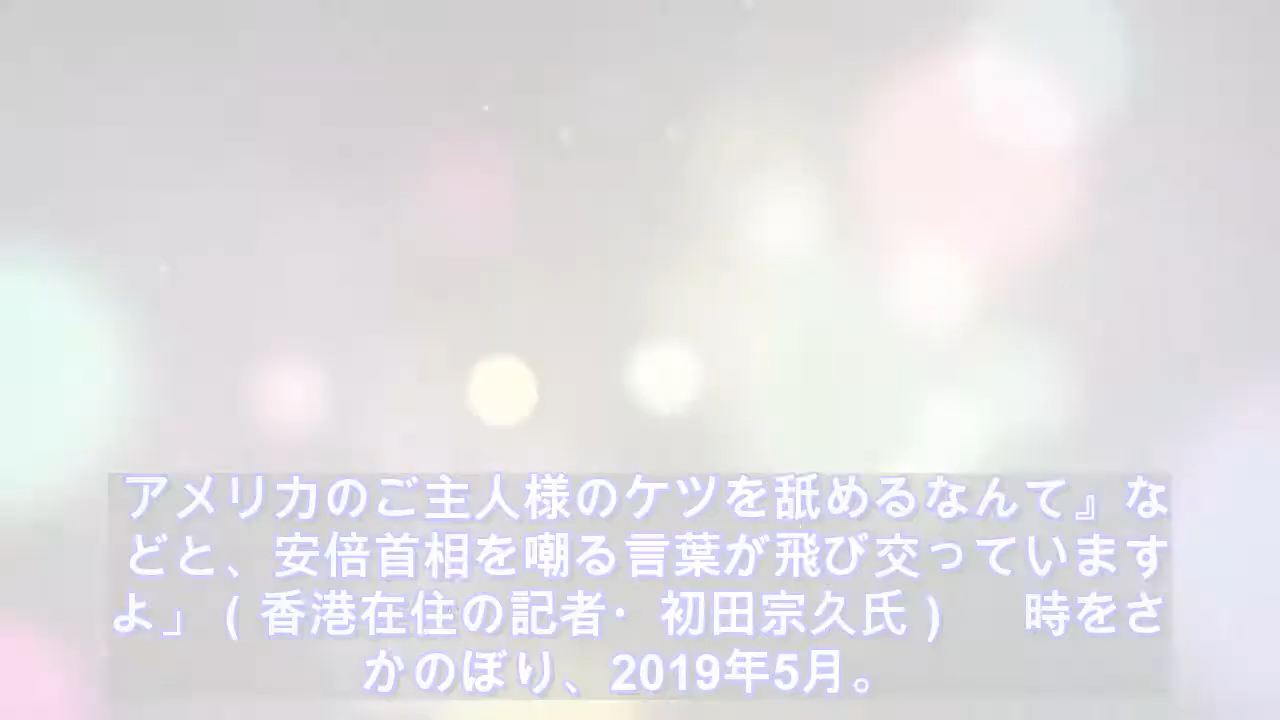 アメリカのご主人様のケツを舐めるなんて』な
どと、安倍首相を嘲る言葉が飛び交っています
よ」（香港在住の記者・初田宗久氏）　時をさ
かのぼり、2019年5月。